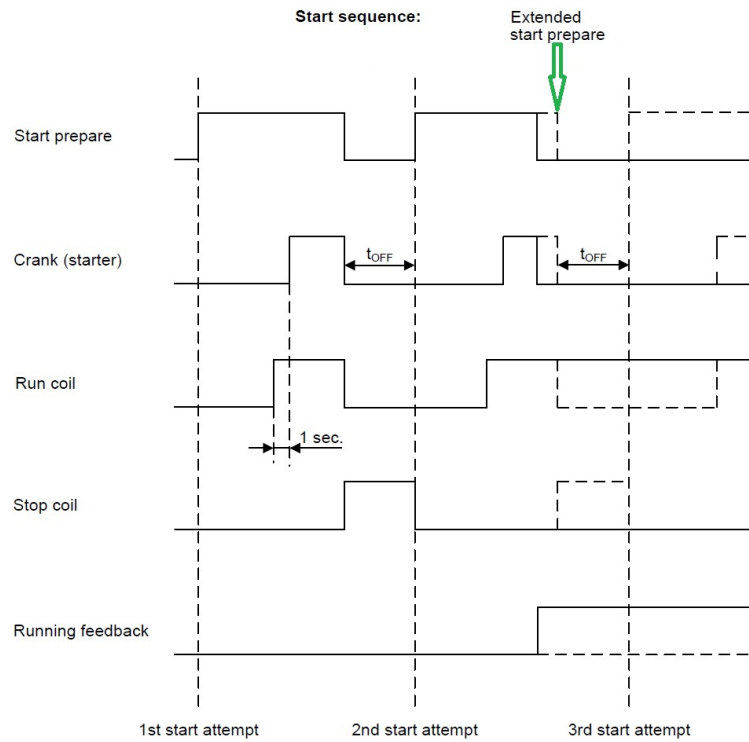 Start sequence:
Extended
start prepare
Start prepare
Crank (starter)
tOFF
tOFF
Run coil
1 sec.
Stop coil
Running feedback
1st start attempt
2nd start attempt
3rd start attempt